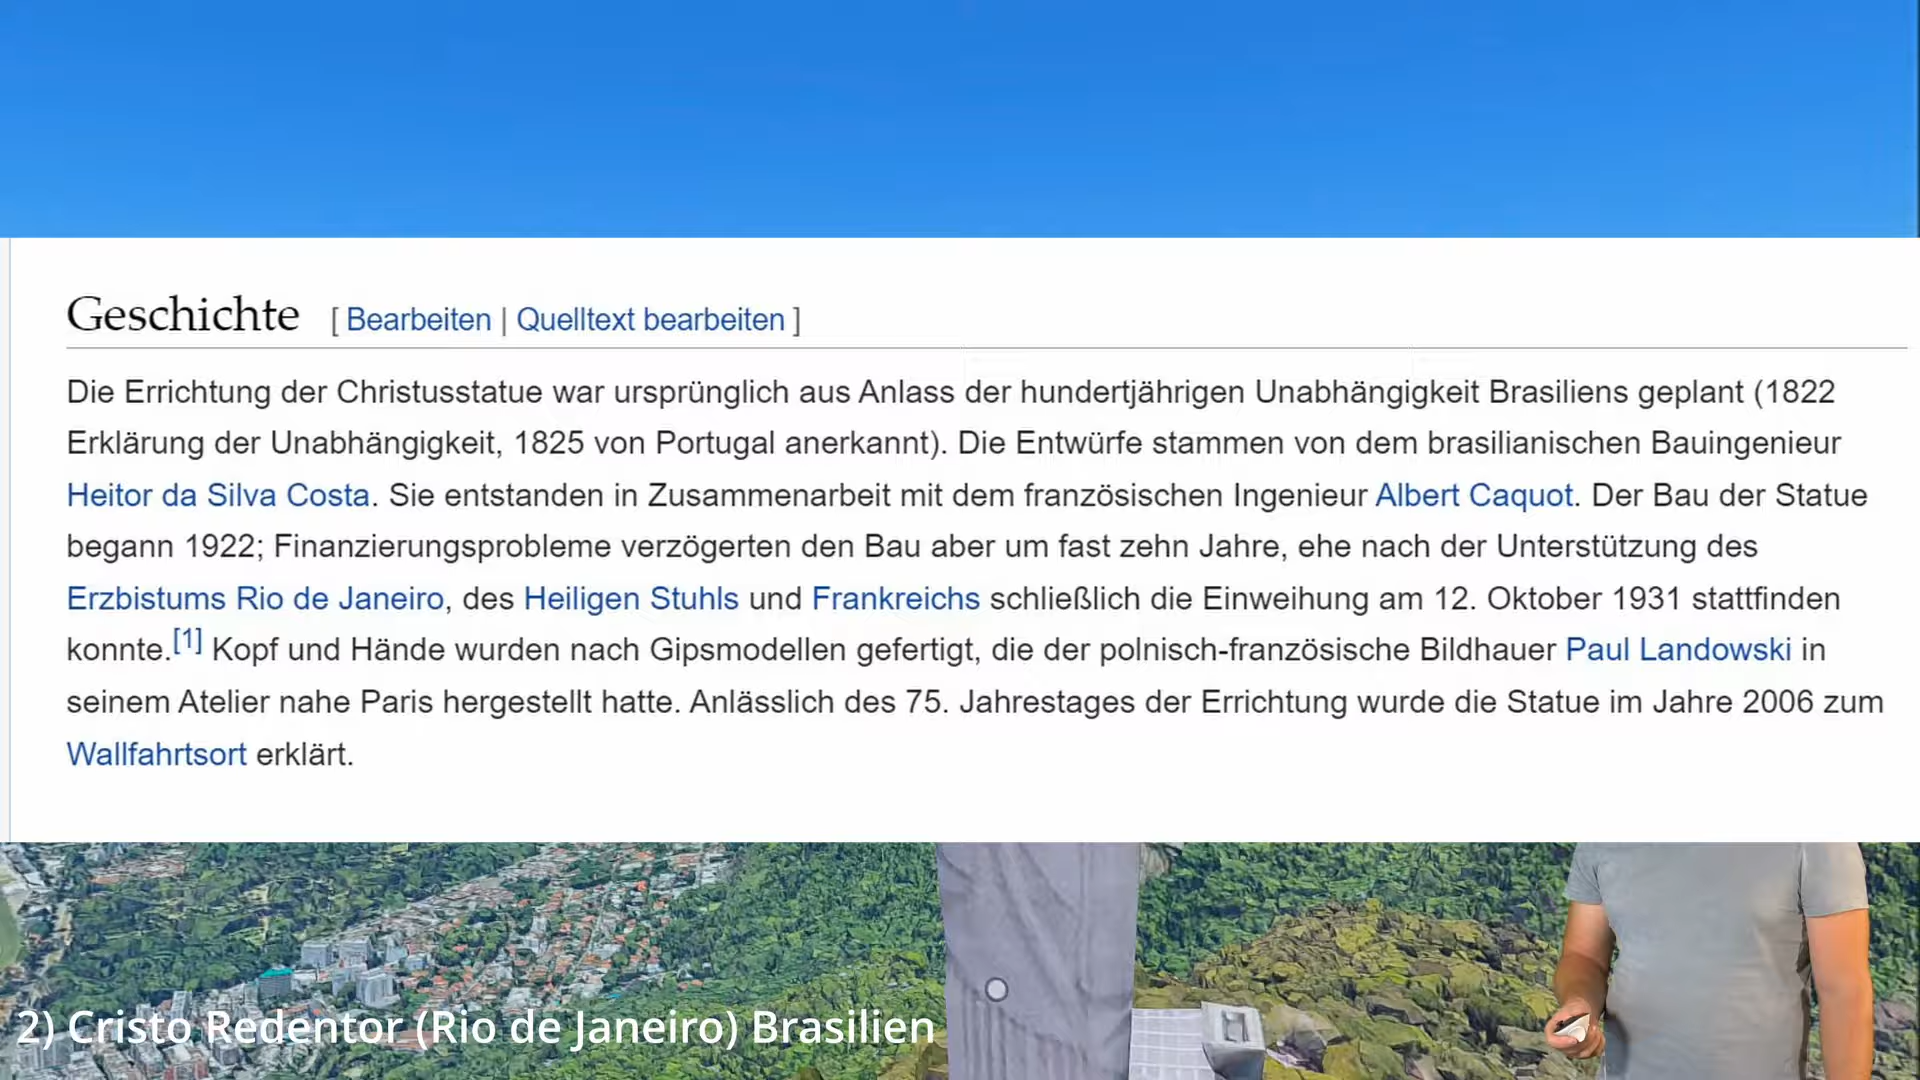 Geschichte [ Bearbeiten | Quelltext bearbeiten ]
Die Errichtung der Christusstatue war ursprünglich aus Anlass der hundertjährigen Unabhängigkeit Brasiliens geplant (1822
Erklärung der Unabhängigkeit, 1825 von Portugal anerkannt). Die Entwürfe stammen von dem brasilianischen Bauingenieur
Heitor da Silva Costa. Sie entstanden in Zusammenarbeit mit dem französischen Ingenieur Albert Caquot. Der Bau der Statue
begann 1922; Finanzierungsprobleme verzögerten den Bau aber um fast zehn Jahre, ehe nach der Unterstützung des
Erzbistums Rio de Janeiro, des Heiligen Stuhls und Frankreichs schließlich die Einweihung am 12. Oktober 1931 stattfinden
konnte.[1] Kopf und Hände wurden nach Gipsmodellen gefertigt, die der polnisch-französische Bildhauer Paul Landowski in
seinem Atelier nahe Paris hergestellt hatte. Anlässlich des 75. Jahrestages der Errichtung wurde die Statue im Jahre 2006 zum
Wallfahrtsort erklärt.
2) Cristo Redentor (Rio de Janeiro) Brasilien